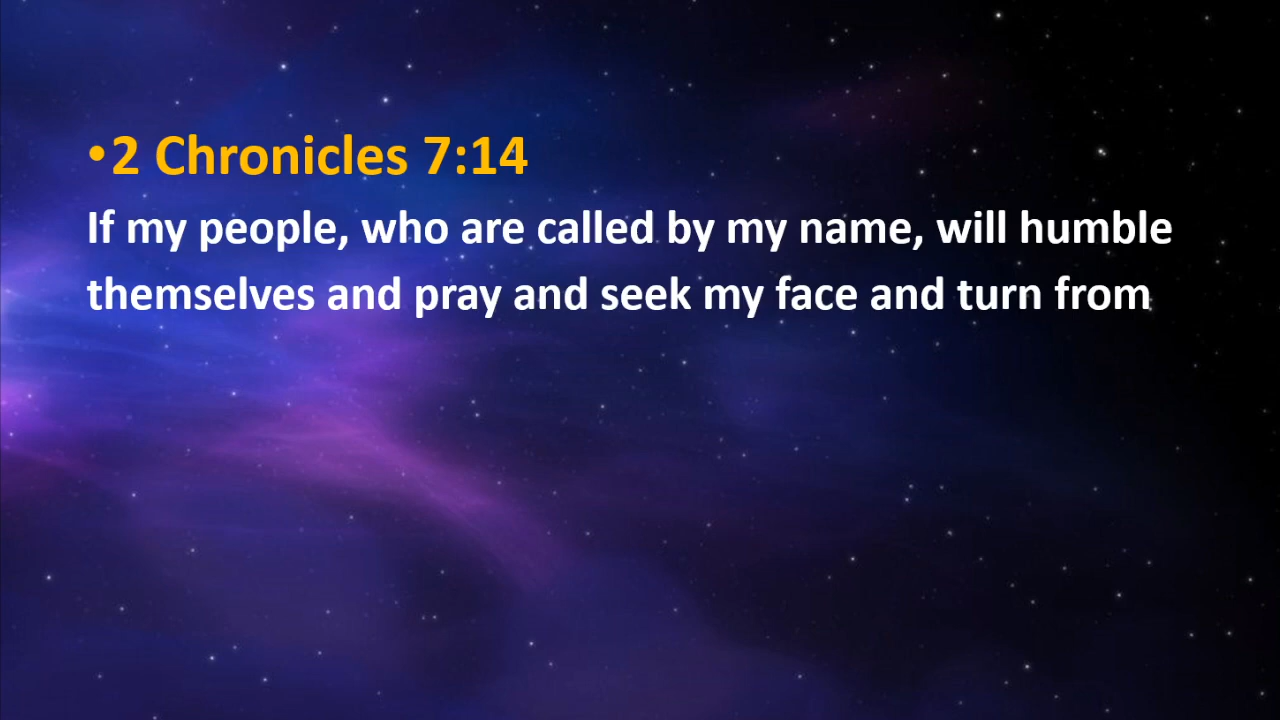 •2 Chronicles 7:14
If my people, who are called by my name, will humble
themselves and pray and seek my face and turn from